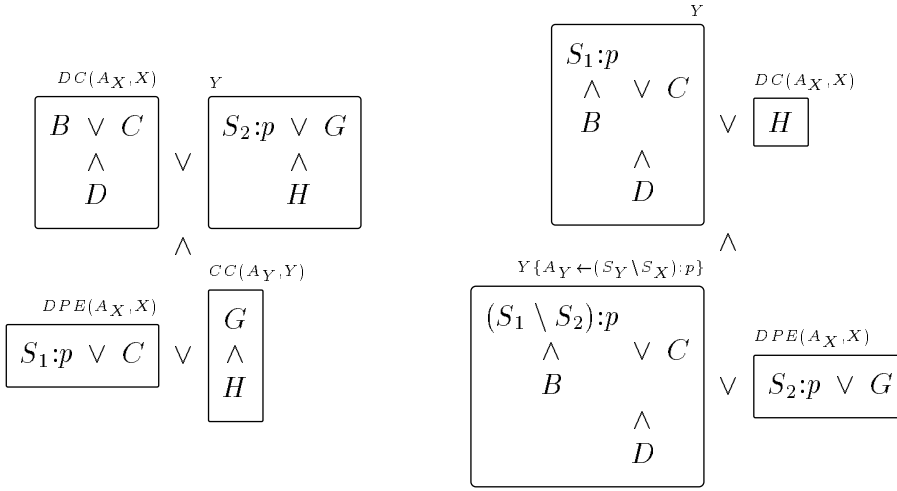 DC(A_X,X) Y
B ∨ C ∨ S_2:p ∨ G
∧ ∧
D H
∧
DPE(A_X,X) CC(A_Y,Y)
S_1:p ∨ C ∨ G
∧
H
Y
S_1:p
∧ ∨ C
B
∧
D
∨
DC(A_X,X)
H
∧
Y{A_Y←(S_Y\S_X):p}
(S_1 \ S_2):p
∧ ∨ C
B
∧
D
∨
DPE(A_X,X)
S_2:p ∨ G